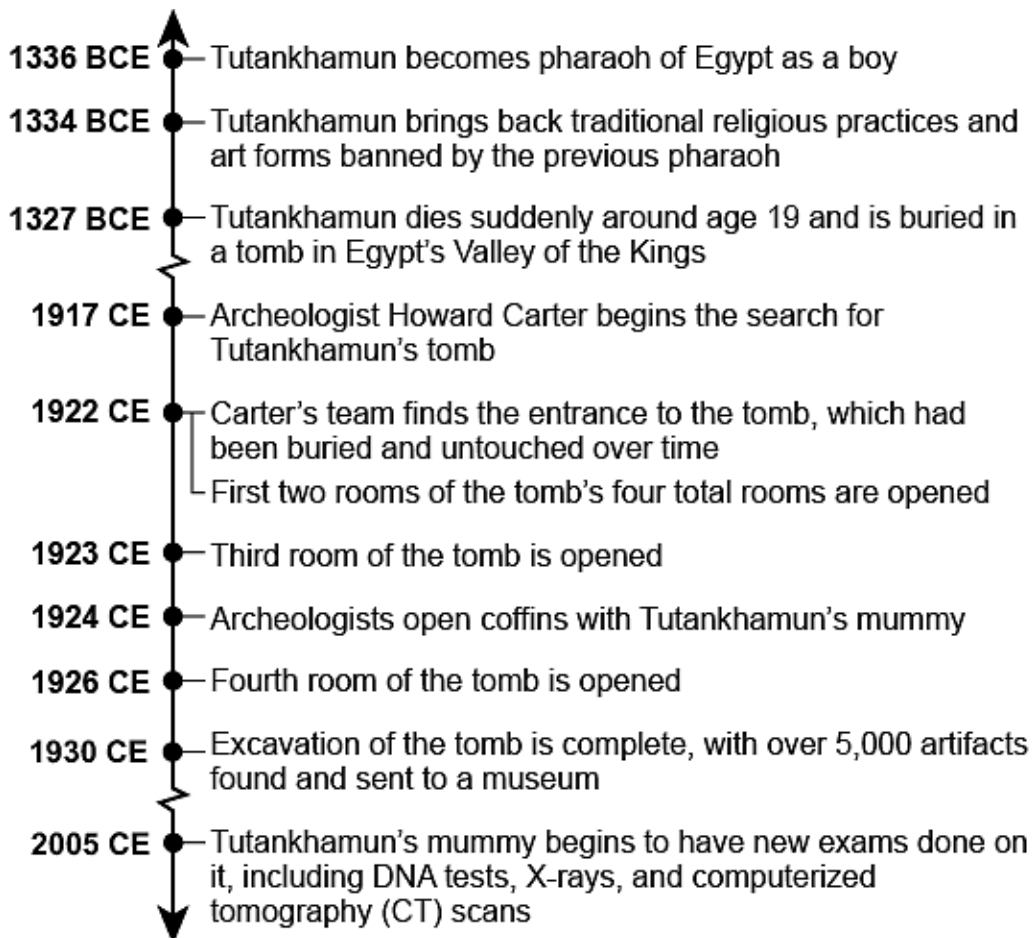 1336 BCE Tutankhamun becomes pharaoh of Egypt as a boy
1334 BCE Tutankhamun brings back traditional religious practices and
art forms banned by the previous pharaoh
1327 BCE Tutankhamun dies suddenly around age 19 and is buried in
a tomb in Egypt's Valley of the Kings
1917 CE Archeologist Howard Carter begins the search for
Tutankhamun's tomb
1922 CE Carter's team finds the entrance to the tomb, which had
been buried and untouched over time
First two rooms of the tomb's four total rooms are opened
1923 CE Third room of the tomb is opened
1924 CE Archeologists open coffins with Tutankhamun's mummy
1926 CE Fourth room of the tomb is opened
1930 CE Excavation of the tomb is complete, with over 5,000 artifacts
found and sent to a museum
2005 CE Tutankhamun's mummy begins to have new exams done on
it, including DNA tests, X-rays, and computerized
tomography (CT) scans